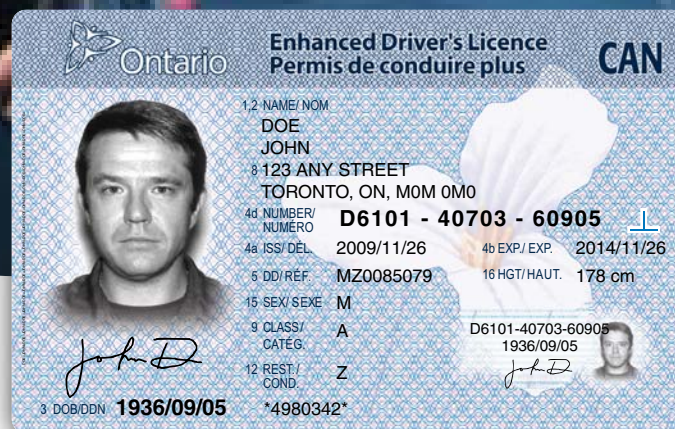 Ontario
Enhanced Driver's Licence
Permis de conduire plus
CAN
1,2 NAME/ NOM
DOE
JOHN
8 123 ANY STREET
TORONTO, ON, M0M 0M0
4d NUMBER/ NUMÉRO D6101 - 40703 - 60905
4a ISS/ DÉL. 2009/11/26 4b EXP./ EXP. 2014/11/26
5 DD/ RÉF. MZ0085079 16 HGT/ HAUT. 178 cm
15 SEX/ SEXE M
9 CLASS/ CATÉG. A
D6101-40703-60905
1936/09/05
John D
12 REST./ COND. Z
John D
3 DOB/DDN 1936/09/05 *4980342*